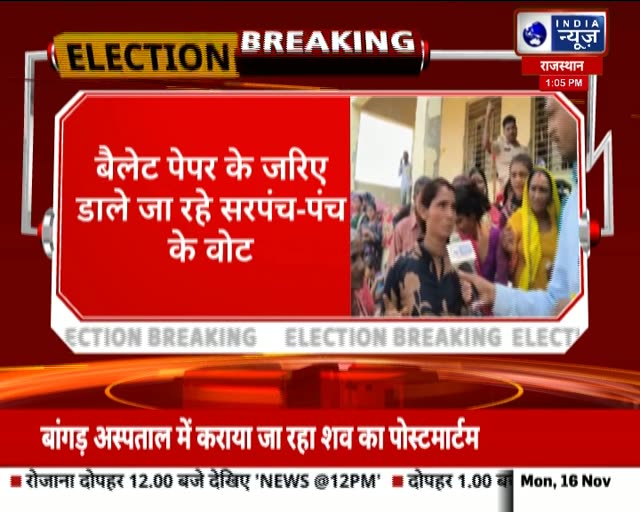 ELECTION BREAKING
INDIA
न्यूज़
राजस्थान
1:05 PM
बैलेट पेपर के जरिए
डाले जा रहे सरपंच-पंच
के वोट
ECTION BREAKING ELECTION BREAKING ELECTI
बांगड़ अस्पताल में कराया जा रहा शव का पोस्टमार्टम
रोजाना दोपहर 12.00 बजे देखिए 'NEWS @12PM' दोपहर 1.00
Mon, 16 Nov